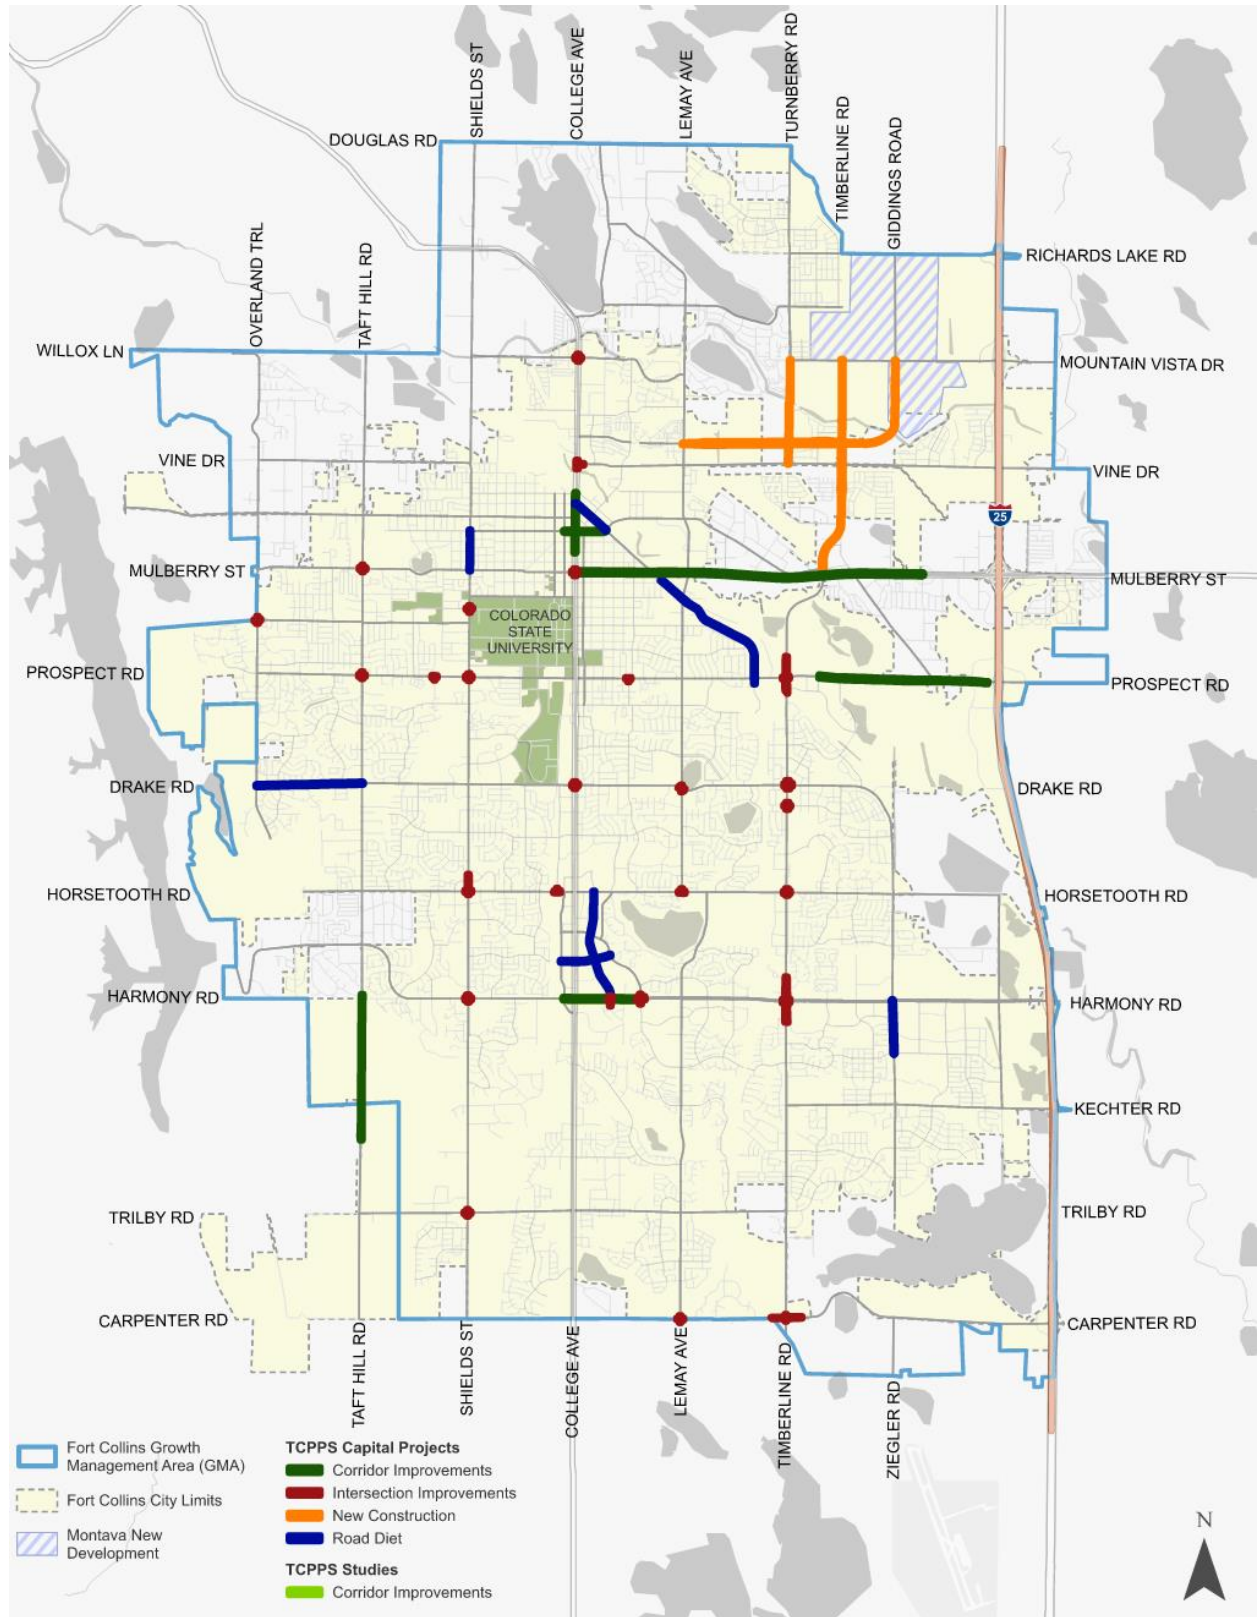 SHIELDS ST
COLLEGE AVE
LEMAY AVE
TURNBERRY RD
TIMBERLINE RD
GIDDINGS ROAD
DOUGLAS RD
OVERLAND TRL
TAFT HILL RD
RICHARDS LAKE RD
WILLOX LN
MOUNTAIN VISTA DR
VINE DR
VINE DR
25
MULBERRY ST
MULBERRY ST
COLORADO
STATE
UNIVERSITY
PROSPECT RD
PROSPECT RD
DRAKE RD
DRAKE RD
HORSETOOTH RD
HORSETOOTH RD
HARMONY RD
HARMONY RD
KECHTER RD
TRILBY RD
TRILBY RD
CARPENTER RD
CARPENTER RD
TAFT HILL RD
SHIELDS ST
COLLEGE AVE
LEMAY AVE
TIMBERLINE RD
ZIEGLER RD
Fort Collins Growth
Management Area (GMA)
Fort Collins City Limits
Montava New
Development
TCPPS Capital Projects
Corridor Improvements
Intersection Improvements
New Construction
Road Diet
TCPPS Studies
Corridor Improvements
N